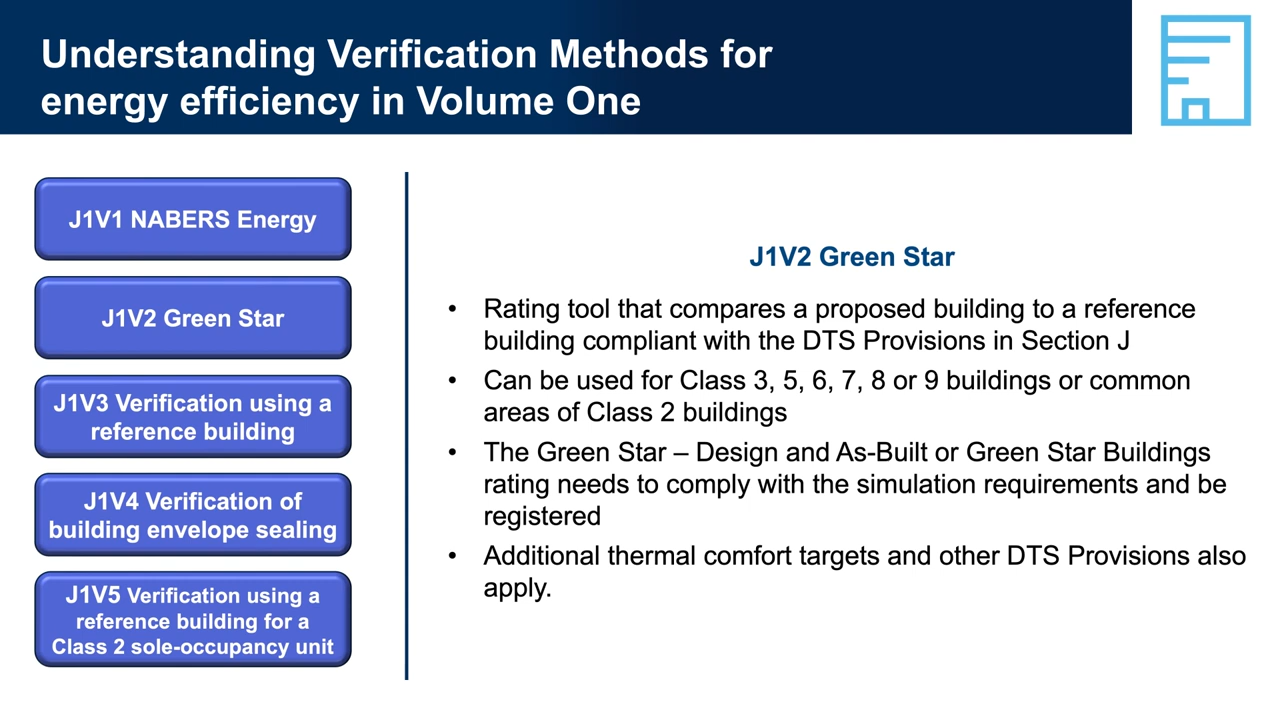 Understanding Verification Methods for
energy efficiency in Volume One
J1V1 NABERS Energy
J1V2 Green Star
J1V3 Verification using a
reference building
J1V4 Verification of
building envelope sealing
J1V5 Verification using a
reference building for a
Class 2 sole-occupancy unit
J1V2 Green Star
• Rating tool that compares a proposed building to a reference
building compliant with the DTS Provisions in Section J
• Can be used for Class 3, 5, 6, 7, 8 or 9 buildings or common
areas of Class 2 buildings
• The Green Star – Design and As-Built or Green Star Buildings
rating needs to comply with the simulation requirements and be
registered
• Additional thermal comfort targets and other DTS Provisions also
apply.